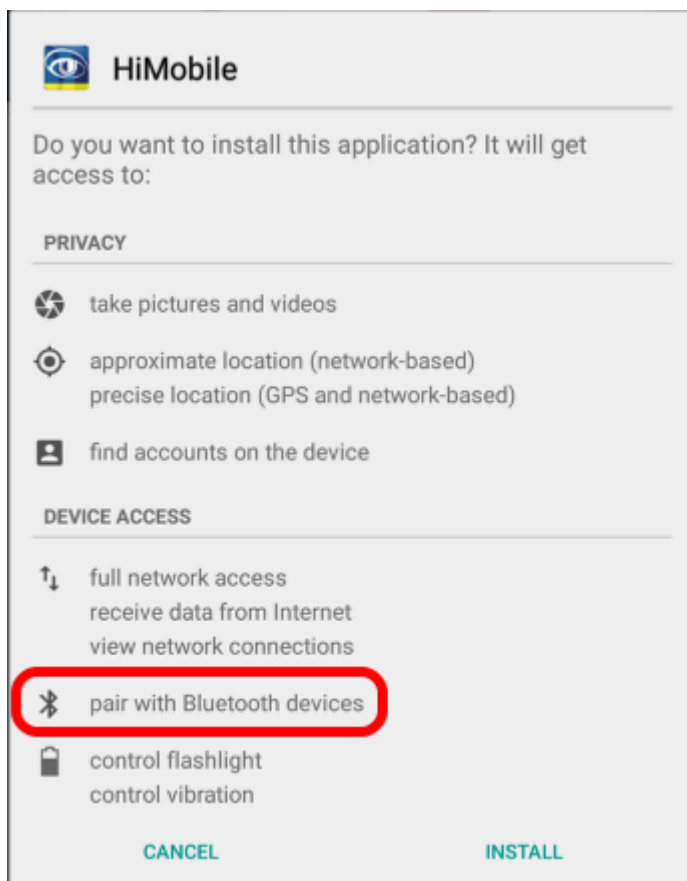 HiMobile
Do you want to install this application? It will get
access to:
PRIVACY
take pictures and videos
approximate location (network-based)
precise location (GPS and network-based)
find accounts on the device
DEVICE ACCESS
full network access
receive data from Internet
view network connections
pair with Bluetooth devices
control flashlight
control vibration
CANCEL INSTALL